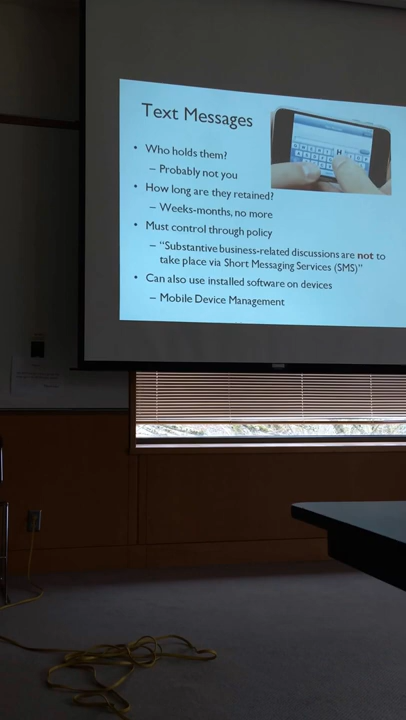 Text Messages
• Who holds them?
– Probably not you
• How long are they retained?
– Weeks-months, no more
• Must control through policy
– “Substantive business-related discussions are not to
take place via Short Messaging Services (SMS)”
• Can also use installed software on devices
– Mobile Device Management